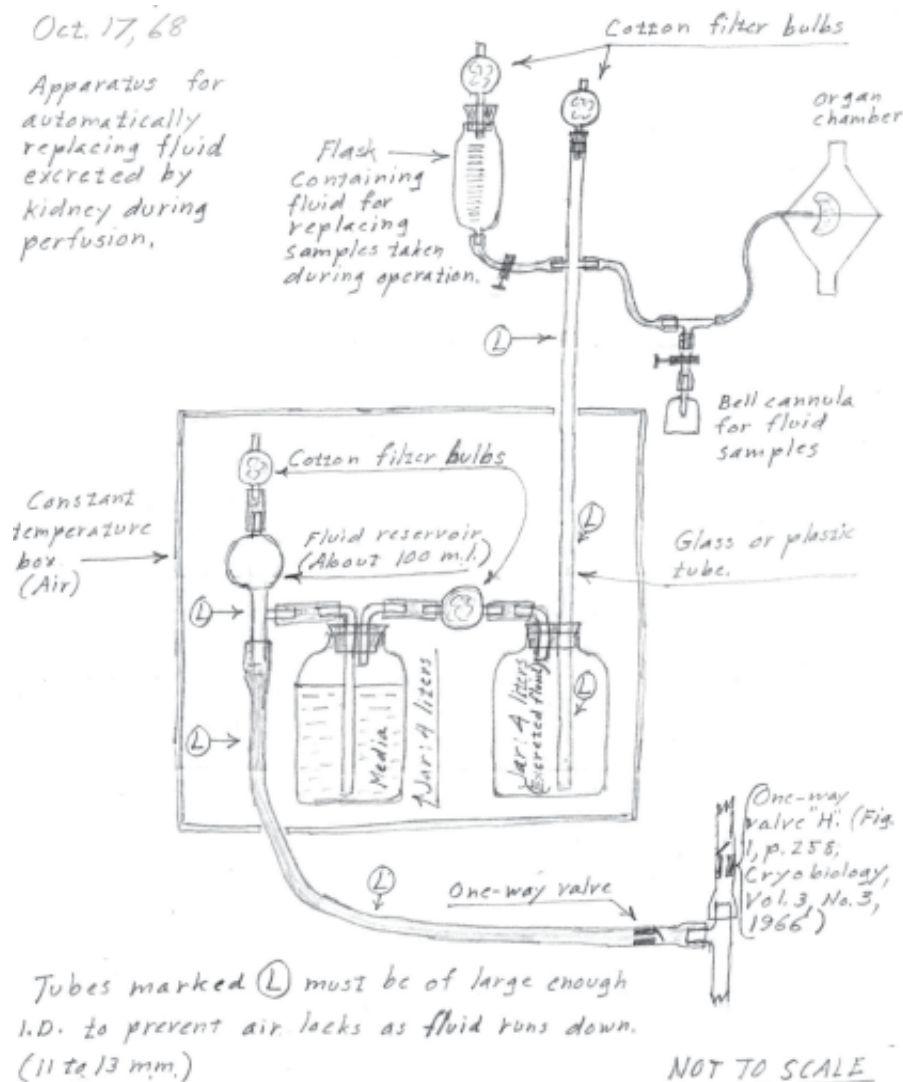 Oct. 17, 68
Apparatus for
automatically
replacing fluid
excreted by
kidney during
perfusion.
Cotton filter bulbs
Flask
containing
fluid for
replacing
samples taken
during operation.
organ
chamber
L
Bell cannula
for fluid
samples
Constant
temperature
box
(Air)
Cotton filter bulbs
Fluid reservoir
(About 100 m.l.)
L
Glass or plastic
tube.
L
L
L
Media
Jar: 4 liters
Jar: 4 liters
(Excreted fluid)
L
One-way valve
One-way
valve "H". (Fig.
1, p. 258,
Cryobiology,
Vol. 3, No. 3,
1966)
Tubes marked L must be of large enough
I.D. to prevent air locks as fluid runs down.
(11 to 13 mm.)
NOT TO SCALE